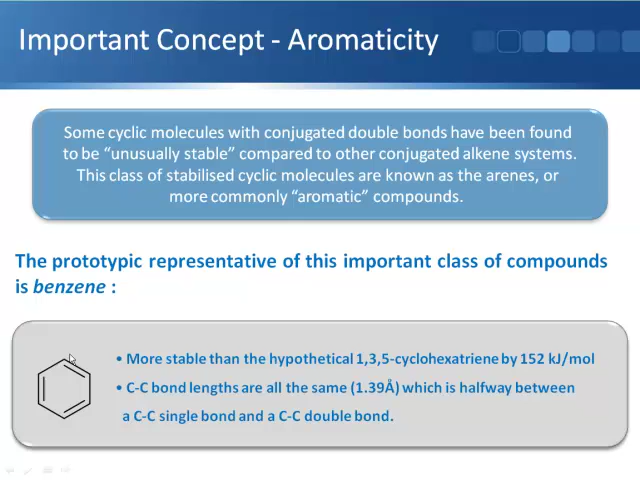 Important Concept - Aromaticity
Some cyclic molecules with conjugated double bonds have been found
to be “unusually stable” compared to other conjugated alkene systems.
This class of stabilised cyclic molecules are known as the arenes, or
more commonly “aromatic” compounds.
The prototypic representative of this important class of compounds
is benzene :
• More stable than the hypothetical 1,3,5-cyclohexatriene by 152 kJ/mol
• C-C bond lengths are all the same (1.39Å) which is halfway between
a C-C single bond and a C-C double bond.